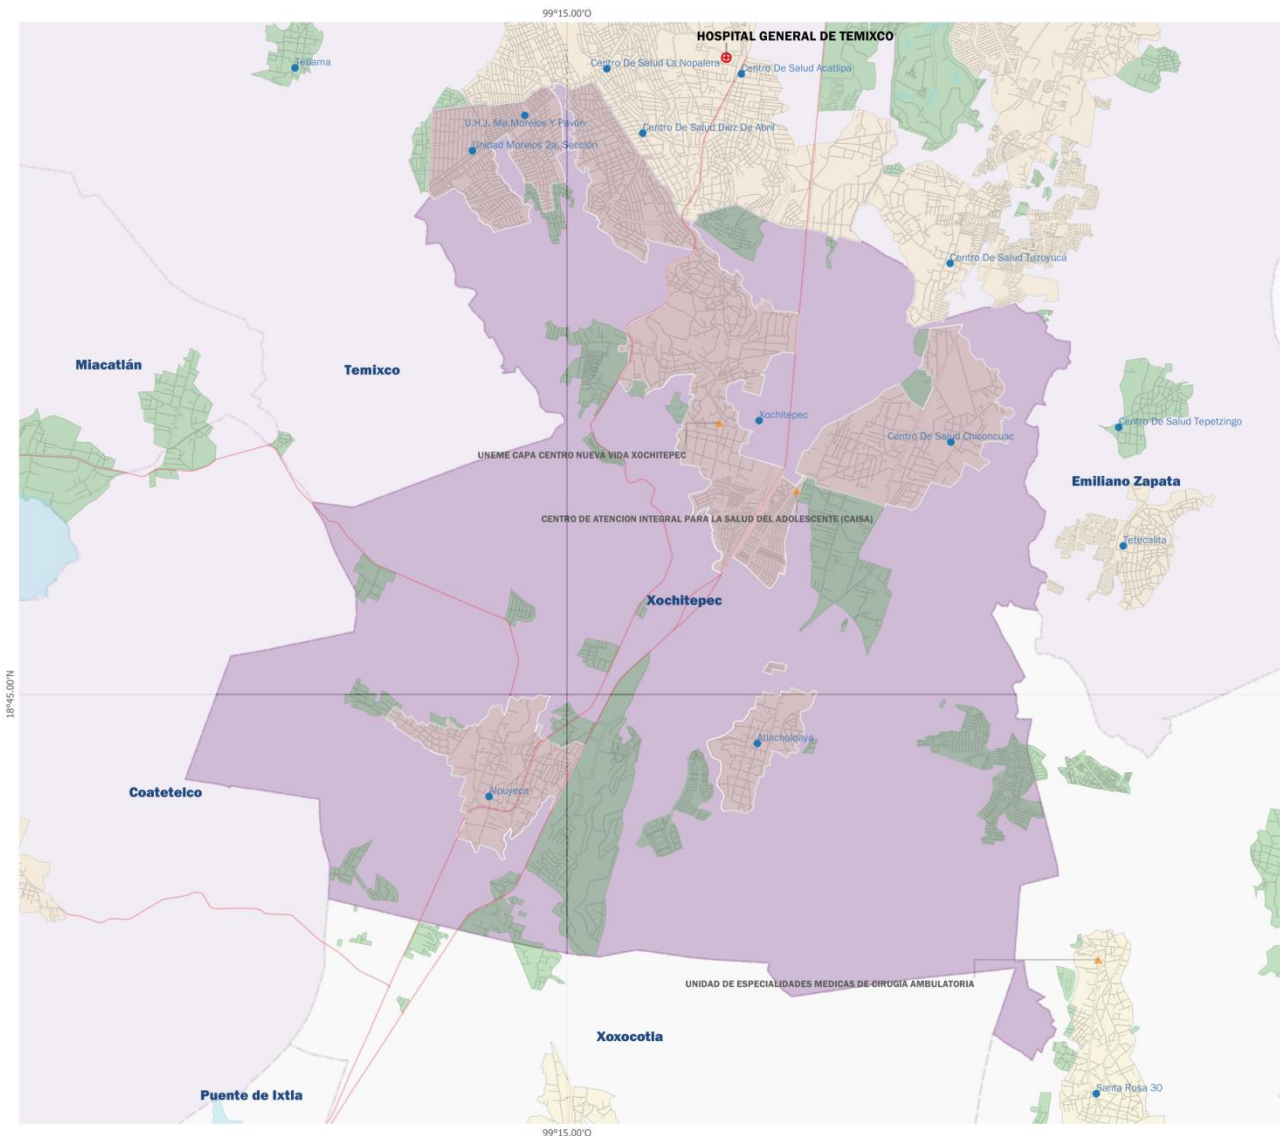 99°15.00'O
HOSPITAL GENERAL DE TEMIXCO
Tetlama
Centro De Salud La Nopalera
Centro De Salud Acatlipa
U.H.J. Ma.Morelos Y Pavón
Centro De Salud Diez De Abril
Unidad Morelos 2a. Sección
Centro De Salud Tezoyuca
Miacatlán
Temixco
Xochitepec
Centro De Salud Tepetzingo
Centro De Salud Chiconcuac
UNEME CAPA CENTRO NUEVA VIDA XOCHITEPEC
Emiliano Zapata
CENTRO DE ATENCION INTEGRAL PARA LA SALUD DEL ADOLESCENTE (CAISA)
Tetecalita
Xochitepec
18°45.00'N
Atlacholoaya
Coatetelco
Alpuyeca
UNIDAD DE ESPECIALIDADES MEDICAS DE CIRUGIA AMBULATORIA
Xoxocotla
Santa Rosa 30
Puente de Ixtla
99°15.00'O